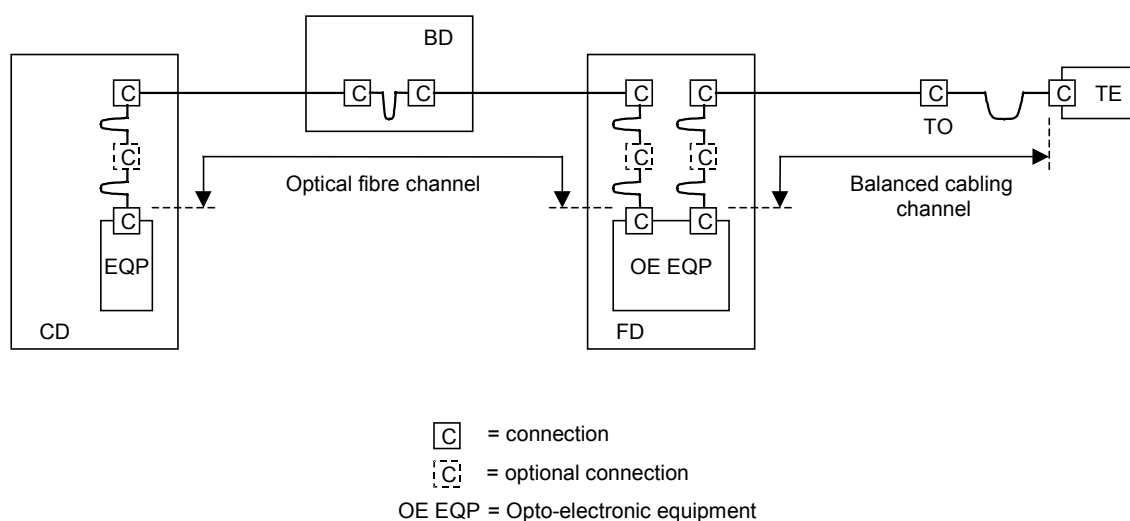 BD
C
C
C
C
C
C
C
TE
TO
C
C
C
Optical fibre channel
Balanced cabling
channel
C
C
C
EQP
OE EQP
CD
FD
C = connection
C = optional connection
OE EQP = Opto-electronic equipment